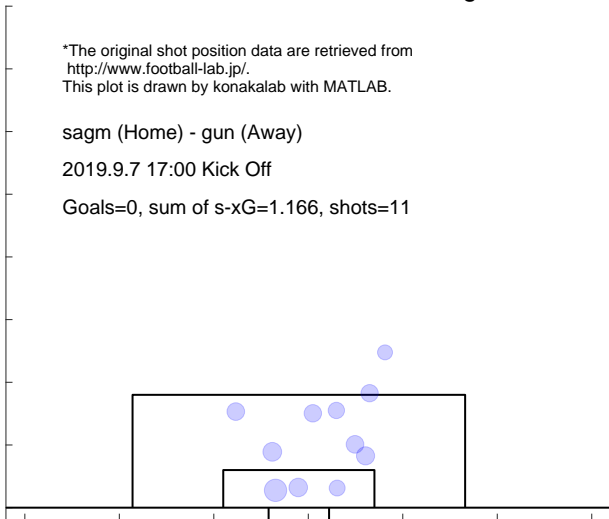 *The original shot position data are retrieved from
http://www.football-lab.jp/.
This plot is drawn by konakalab with MATLAB.
sagm (Home) - gun (Away)
2019.9.7 17:00 Kick Off
Goals=0, sum of s-xG=1.166, shots=11